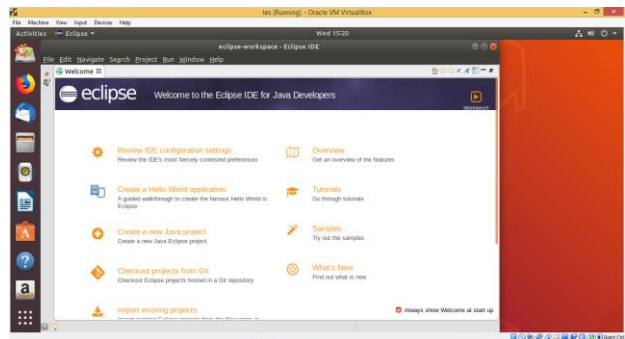 tes [Running] - Oracle VM VirtualBox
File Machine View Input Devices Help
Activities Eclipse Wed 15:20
eclipse-workspace - Eclipse IDE
File Edit Navigate Search Project Run Window Help
Welcome
eclipse Welcome to the Eclipse IDE for Java Developers
Workbench
Review IDE configuration settings
Review the IDE's most fiercely contested preferences
Overview
Get an overview of the features
Create a Hello World application
A guided walkthrough to create the famous Hello World in
Eclipse
Tutorials
Go through tutorials
Create a new Java project
Create a new Java Eclipse project
Samples
Try out the samples
Checkout projects from Git
Checkout Eclipse projects hosted in a Git repository
What's New
Find out what is new
Import existing projects
Always show Welcome at start up
Right Ctrl